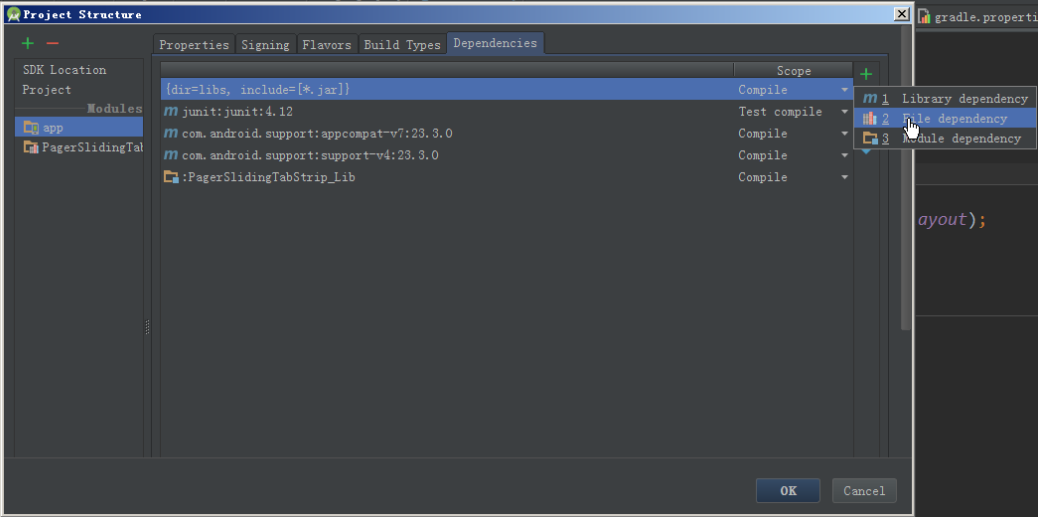 Project Structure
gradle.properti
Properties Signing Flavors Build Types Dependencies
SDK Location
Project
Modules
app
PagerSlidingTal
Scope
{dir=libs, include=[*.jar]} Compile
m junit:junit:4.12 Test compile
m com.android.support:appcompat-v7:23.3.0 Compile
m com.android.support:support-v4:23.3.0 Compile
:PagerSlidingTabStrip_Lib Compile
m 1 Library dependency
2 File dependency
3 Module dependency
ayout);
OK Cancel